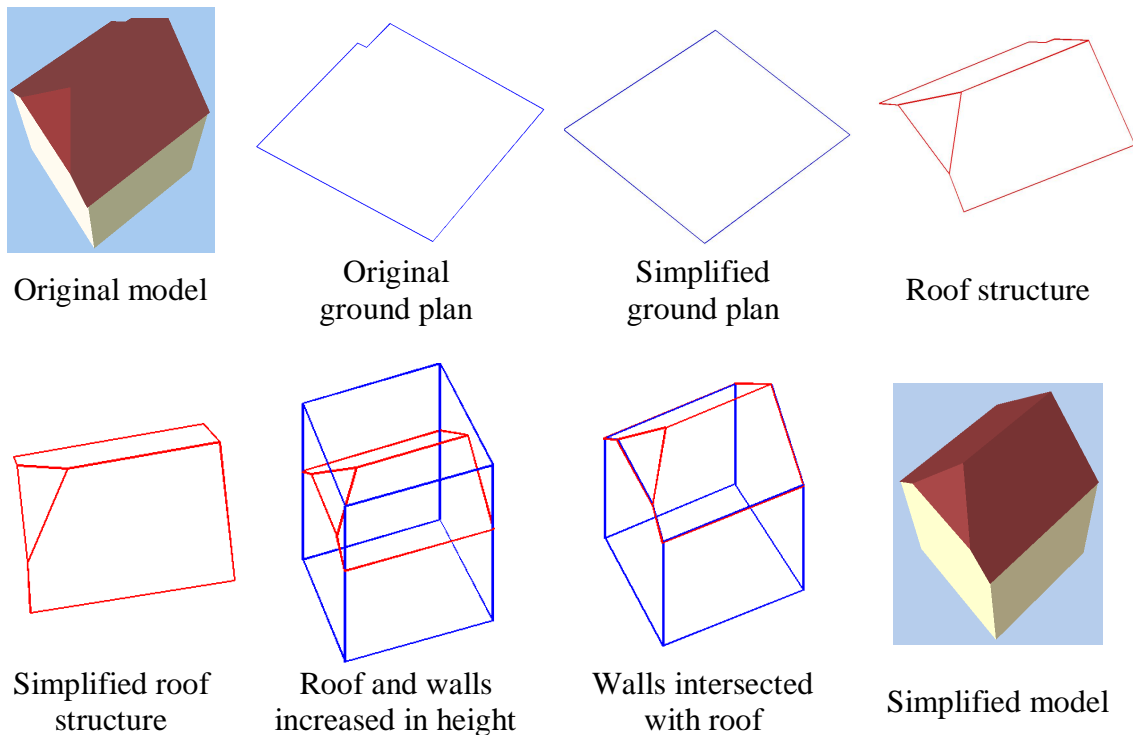 Original model
Original
ground plan
Simplified
ground plan
Roof structure
Simplified roof
structure
Roof and walls
increased in height
Walls intersected
with roof
Simplified model